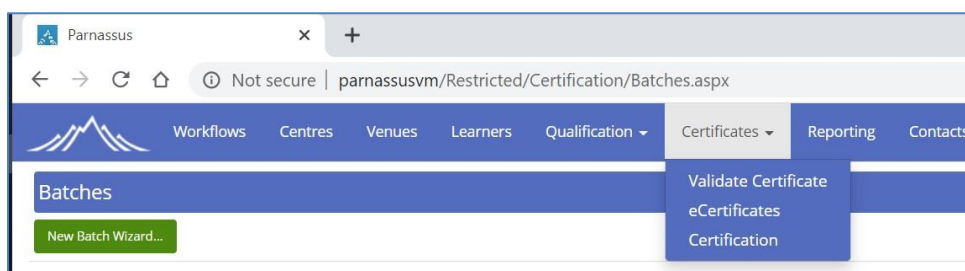 Parnassus
Not secure | parnassusvm/Restricted/Certification/Batches.aspx
Workflows Centres Venues Learners Qualification Certificates Reporting Contacts
Batches
Validate Certificate
eCertificates
Certification
New Batch Wizard...